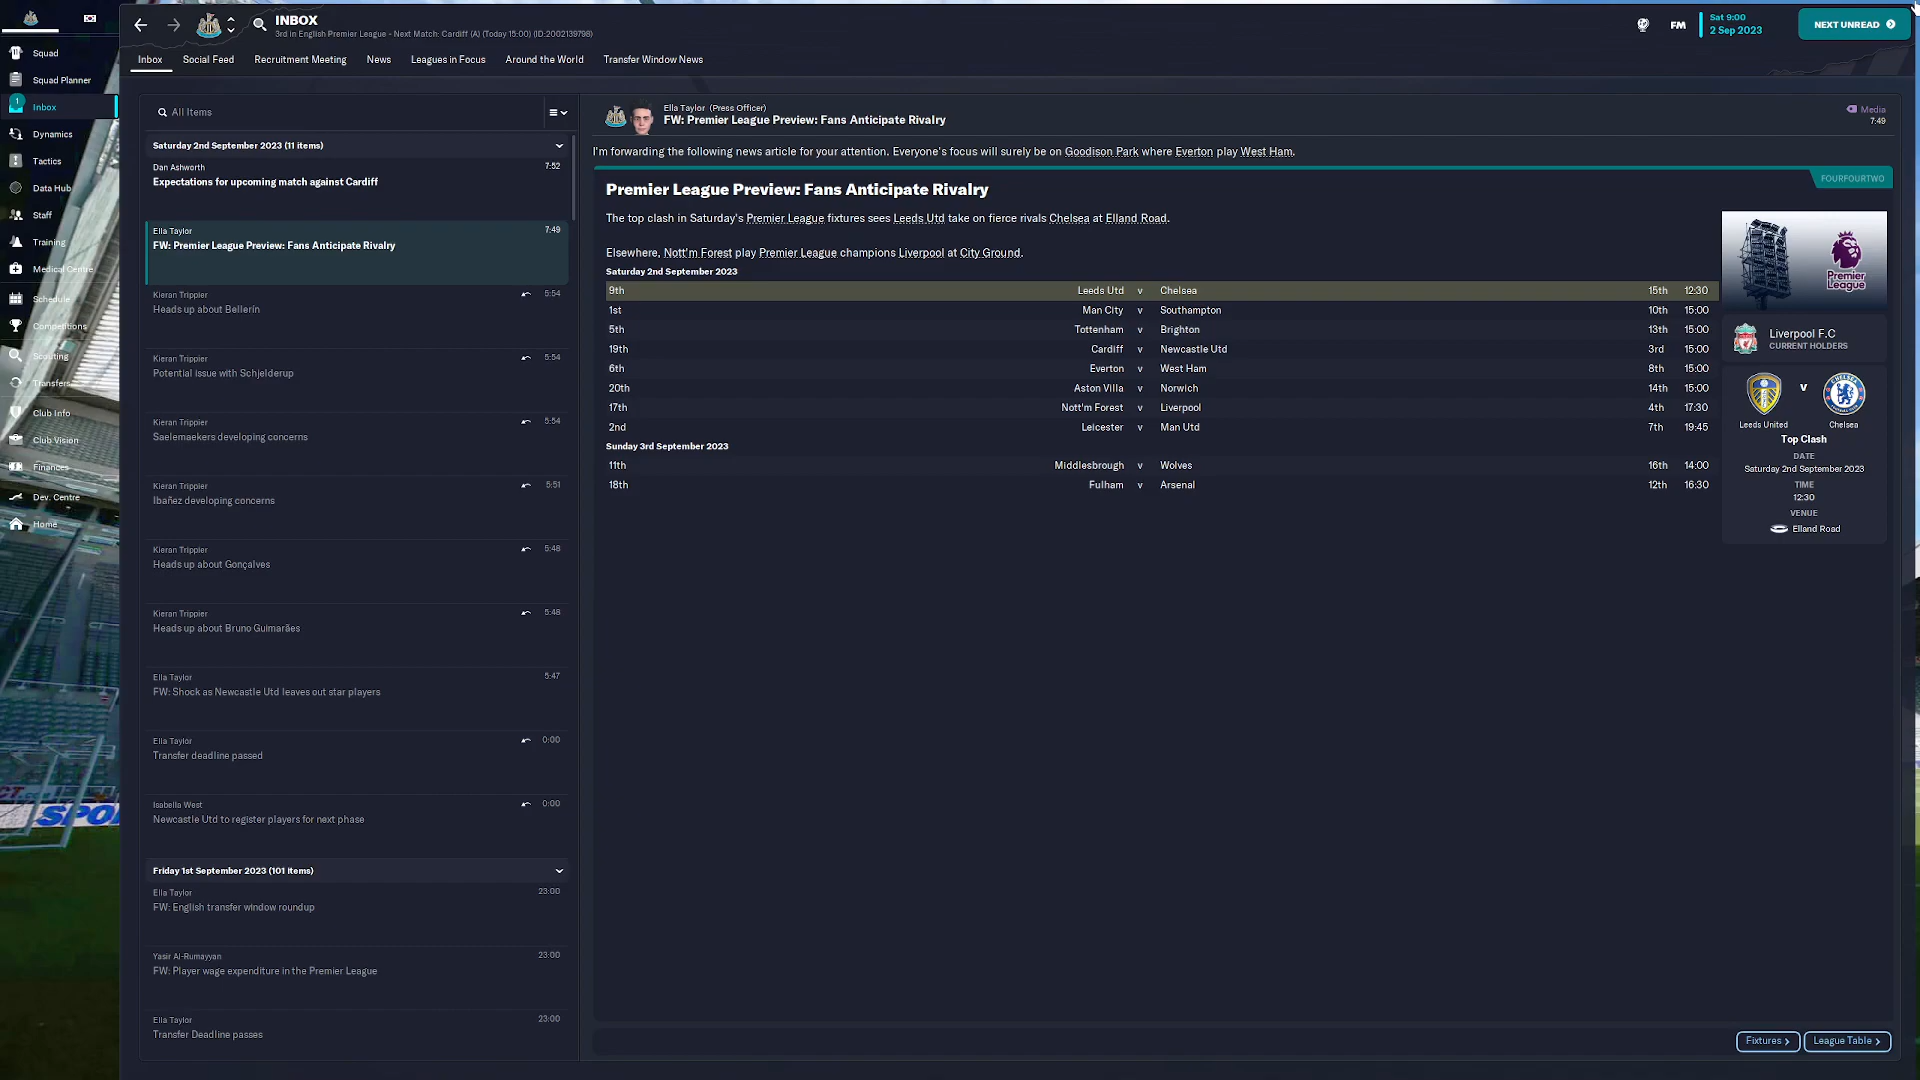 Squad
Squad Planner
1
Inbox
Dynamics
Tactics
Data Hub
Staff
Training
Medical Centre
Schedule
Competitions
Scouting
Transfers
Club Info
Club Vision
Finances
Dev. Centre
Home
INBOX
3rd in English Premier League - Next Match: Cardiff (A) (Today 15:00) (ID:2002139798)
FM
Sat 9:00
2 Sep 2023
NEXT UNREAD
Inbox Social Feed Recruitment Meeting News Leagues in Focus Around the World Transfer Window News
All Items
Saturday 2nd September 2023 (11 items)
Dan Ashworth 7:52
Expectations for upcoming match against Cardiff
Ella Taylor 7:49
FW: Premier League Preview: Fans Anticipate Rivalry
Kieran Trippier 5:54
Heads up about Bellerín
Kieran Trippier 5:54
Potential issue with Schjelderup
Kieran Trippier 5:54
Saelemaekers developing concerns
Kieran Trippier 5:51
Ibañez developing concerns
Kieran Trippier 5:48
Heads up about Gonçalves
Kieran Trippier 5:48
Heads up about Bruno Guimarães
Ella Taylor 5:47
FW: Shock as Newcastle Utd leaves out star players
Ella Taylor 0:00
Transfer deadline passed
Isabella West 0:00
Newcastle Utd to register players for next phase
Friday 1st September 2023 (101 items)
Ella Taylor 23:00
FW: English transfer window roundup
Yasir Al-Rumayyan 23:00
FW: Player wage expenditure in the Premier League
Ella Taylor 23:00
Transfer Deadline passes
Ella Taylor (Press Officer)
FW: Premier League Preview: Fans Anticipate Rivalry
Media
7:49
I'm forwarding the following news article for your attention. Everyone's focus will surely be on Goodison Park where Everton play West Ham.
FOURFOURTWO
Premier League Preview: Fans Anticipate Rivalry
The top clash in Saturday's Premier League fixtures sees Leeds Utd take on fierce rivals Chelsea at Elland Road.
Elsewhere, Nott'm Forest play Premier League champions Liverpool at City Ground.
Saturday 2nd September 2023
9th Leeds Utd v Chelsea 15th 12:30
1st Man City v Southampton 10th 15:00
5th Tottenham v Brighton 13th 15:00
19th Cardiff v Newcastle Utd 3rd 15:00
6th Everton v West Ham 8th 15:00
20th Aston Villa v Norwich 14th 15:00
17th Nott'm Forest v Liverpool 4th 17:30
2nd Leicester v Man Utd 7th 19:45
Sunday 3rd September 2023
11th Middlesbrough v Wolves 16th 14:00
18th Fulham v Arsenal 12th 16:30
Premier
League
Liverpool F.C
CURRENT HOLDERS
v
Leeds United Chelsea
Top Clash
DATE
Saturday 2nd September 2023
TIME
12:30
VENUE
Elland Road
Fixtures
League Table